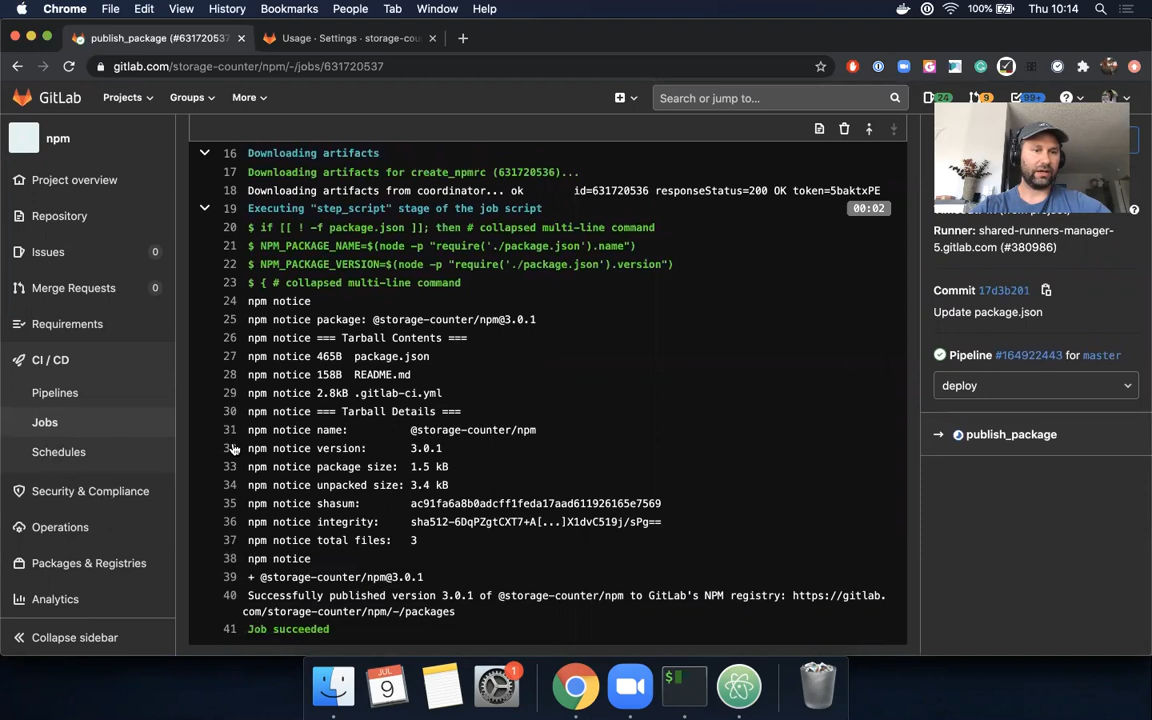 Chrome File Edit View History Bookmarks People Tab Window Help 100% Thu 10:14
publish_package (#631720537 Usage · Settings · storage-cou
gitlab.com/storage-counter/npm/-/jobs/631720537
GitLab Projects Groups More Search or jump to... 24 9 99+
npm
Project overview
Repository
Issues 0
Merge Requests 0
Requirements
CI / CD
Pipelines
Jobs
Schedules
Security & Compliance
Operations
Packages & Registries
Analytics
Collapse sidebar
16 Downloading artifacts
17 Downloading artifacts for create_npmrc (631720536)...
18 Downloading artifacts from coordinator... ok id=631720536 responseStatus=200 OK token=5baktxPE
19 Executing "step_script" stage of the job script 00:02
20 $ if [[ ! -f package.json ]]; then # collapsed multi-line command
21 $ NPM_PACKAGE_NAME=$(node -p "require('./package.json').name")
22 $ NPM_PACKAGE_VERSION=$(node -p "require('./package.json').version")
23 $ { # collapsed multi-line command
24 npm notice
25 npm notice package: @storage-counter/npm@3.0.1
26 npm notice === Tarball Contents ===
27 npm notice 465B package.json
28 npm notice 158B README.md
29 npm notice 2.8kB .gitlab-ci.yml
30 npm notice === Tarball Details ===
31 npm notice name: @storage-counter/npm
npm notice version: 3.0.1
33 npm notice package size: 1.5 kB
34 npm notice unpacked size: 3.4 kB
35 npm notice shasum: ac91fa6a8b0adcff1feda17aad611926165e7569
36 npm notice integrity: sha512-6DqPZgtCXT7+A[...]X1dvC519j/sPg==
37 npm notice total files: 3
38 npm notice
39 + @storage-counter/npm@3.0.1
40 Successfully published version 3.0.1 of @storage-counter/npm to GitLab's NPM registry: https://gitlab.
com/storage-counter/npm/-/packages
41 Job succeeded
Runner: shared-runners-manager-
5.gitlab.com (#380986)
Commit 17d3b201
Update package.json
Pipeline #164922443 for master
deploy
→ publish_package
JUL
9
1